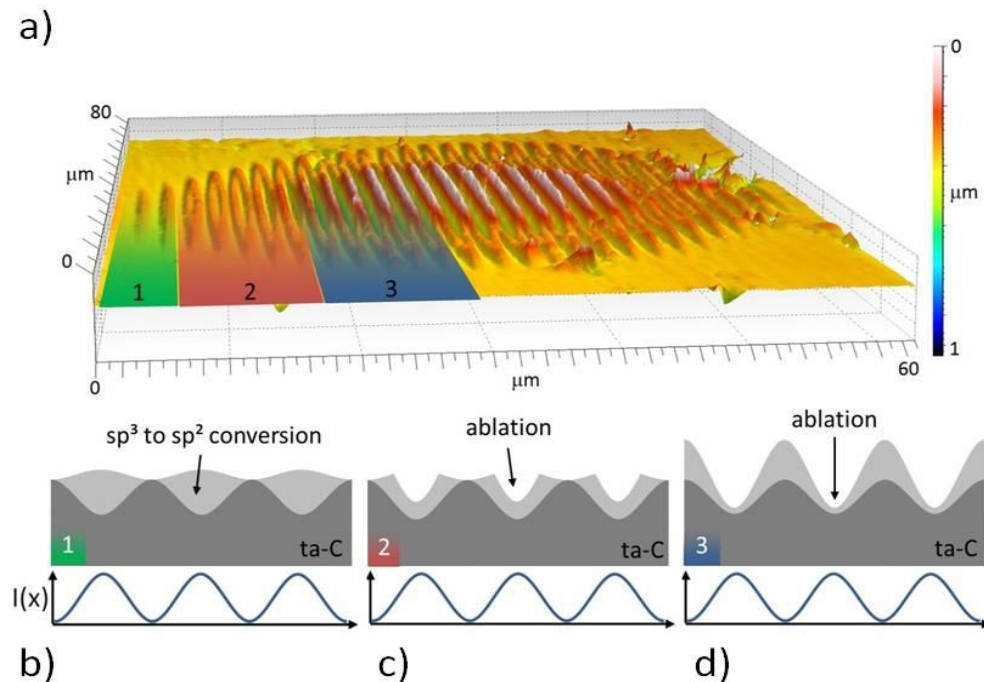 a)
0
80
μm
0
1
2
3
μm
1
0
μm
60
sp³ to sp² conversion
ablation
ablation
1
ta-C
2
ta-C
3
ta-C
I(x)
b)
c)
d)